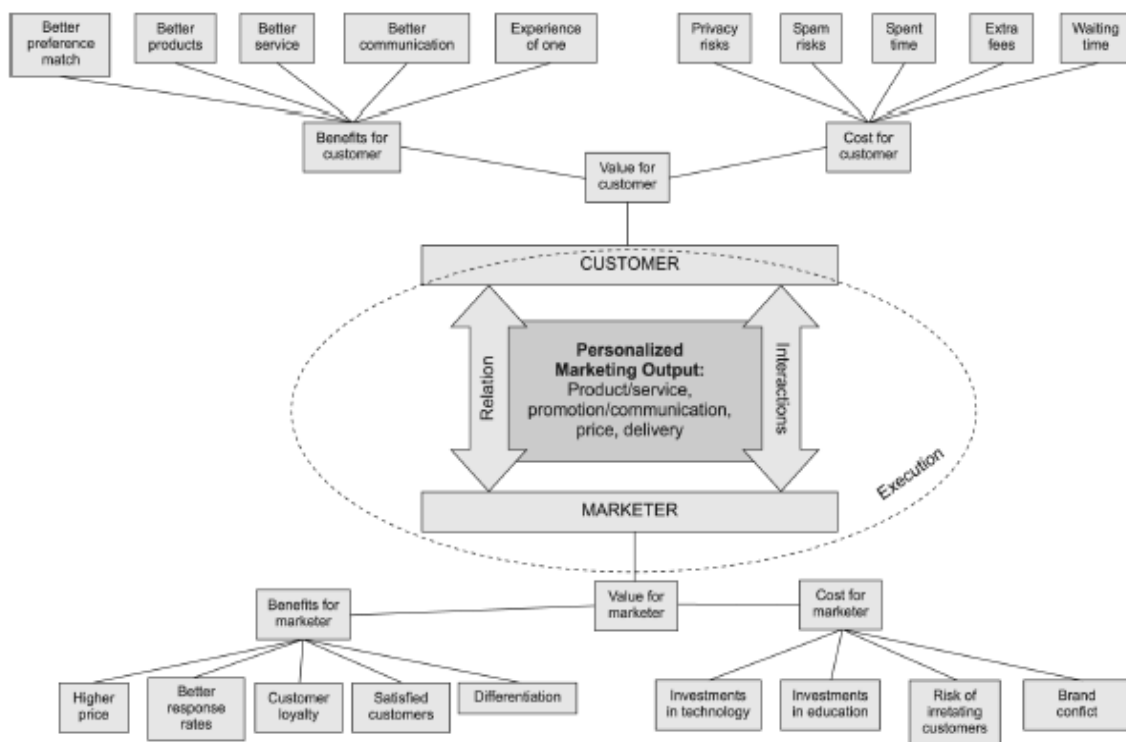 Better
preference
match
Better
products
Better
service
Better
communication
Experience
of one
Privacy
risks
Spam
risks
Spent
time
Extra
fees
Waiting
time
Benefits for
customer
Cost for
customer
Value for
customer
CUSTOMER
Relation
Personalized
Marketing Output:
Product/service,
promotion/communication,
price, delivery
Interactions
Execution
MARKETER
Benefits for
marketer
Value for
marketer
Cost for
marketer
Higher
price
Better
response
rates
Customer
loyalty
Satisfied
customers
Differentiation
Investments
in technology
Investments
in education
Risk of
irretating
customers
Brand
confict